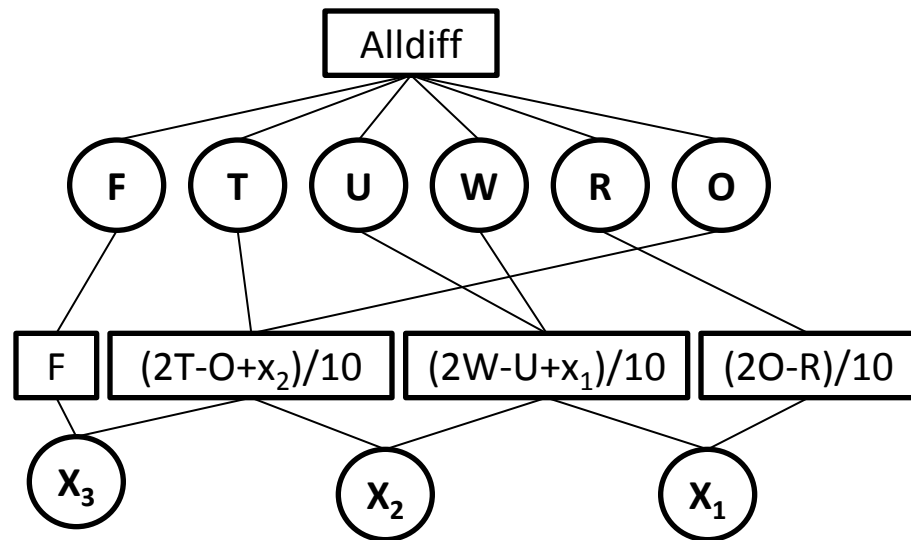 Alldiff
F T U W R O
F (2T-O+x₂)/10 (2W-U+x₁)/10 (2O-R)/10
X₃ X₂ X₁